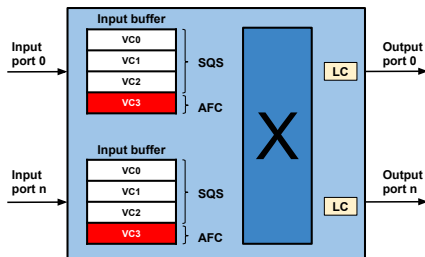 Input
port 0
Input buffer
VC0
VC1
VC2
VC3
SQS
AFC
X
LC
Output
port 0
Input
port n
Input buffer
VC0
VC1
VC2
VC3
SQS
AFC
LC
Output
port n